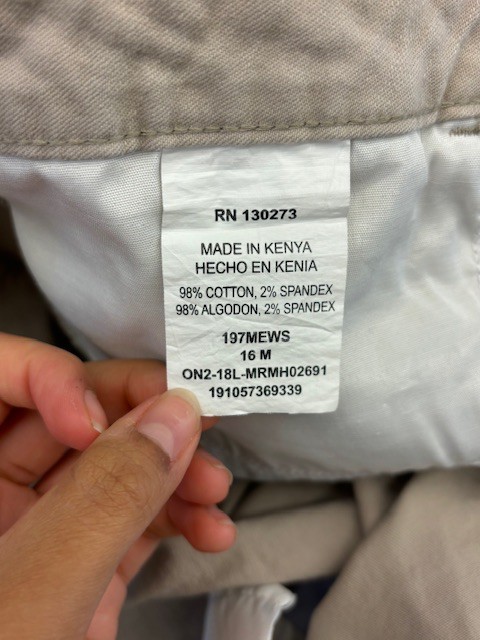 RN 130273
MADE IN KENYA
HECHO EN KENIA
98% COTTON, 2% SPANDEX
98% ALGODON, 2% SPANDEX
197MEWS
16 M
ON2-18L-MRMH02691
191057369339